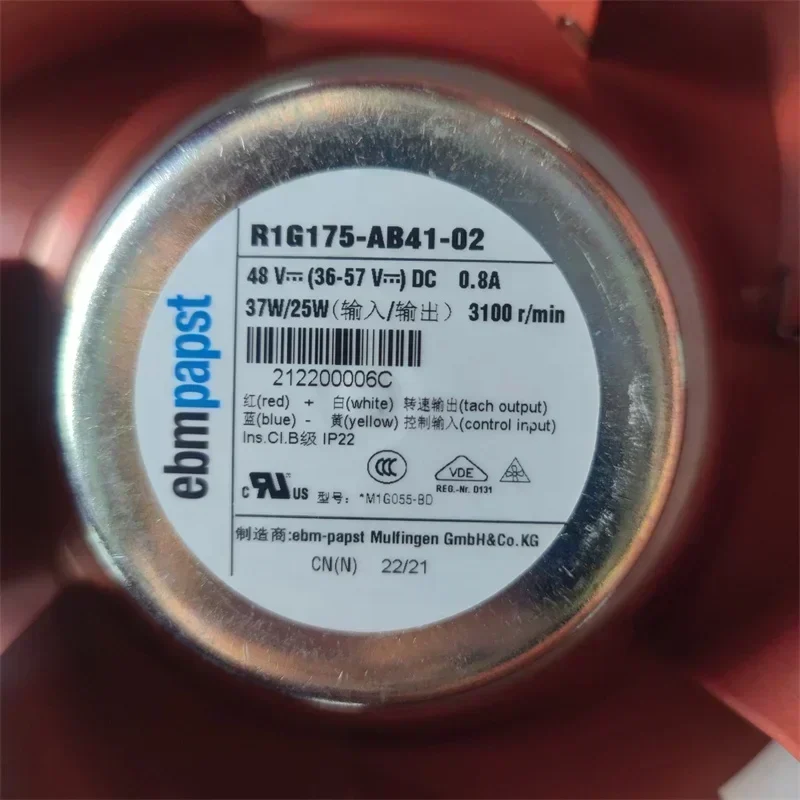 ebmpapst
R1G175-AB41-02
48 V⎓ (36-57 V⎓) DC 0.8A
37W/25W(输入/输出) 3100 r/min
212200006C
红(red) + 白(white) 转速输出(tach output)
蓝(blue) - 黄(yellow) 控制输入(control input)
Ins.Cl.B级 IP22
CCC
VDE
REG.-Nr. D131
C RU US 型号: *M1G055-BD
制造商:ebm-papst Mulfingen GmbH&Co.KG
CN(N) 22/21